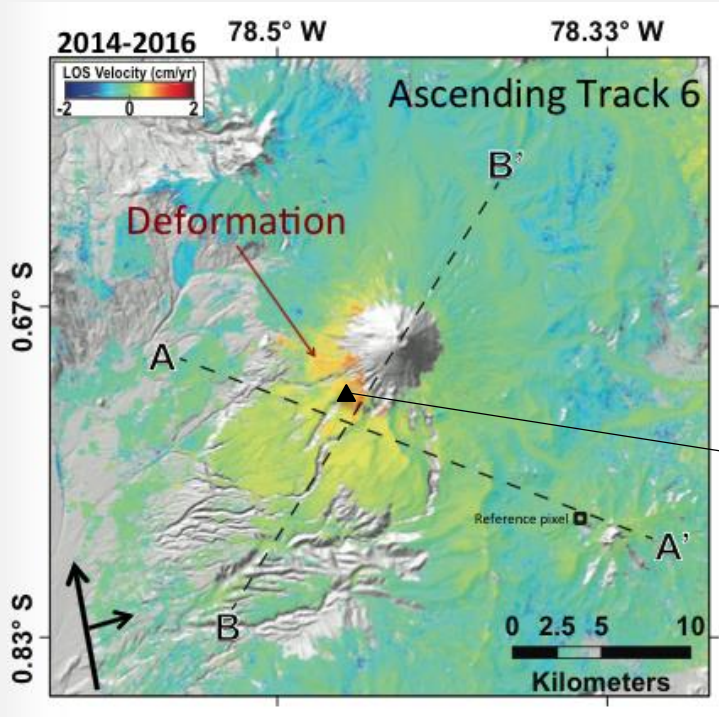 2014-2016
78.5° W
78.33° W
LOS Velocity (cm/yr)
-2 0 2
Ascending Track 6
B’
Deformation
0.67° S
A
Reference pixel
A’
B
0.83° S
0 2.5 5 10
Kilometers